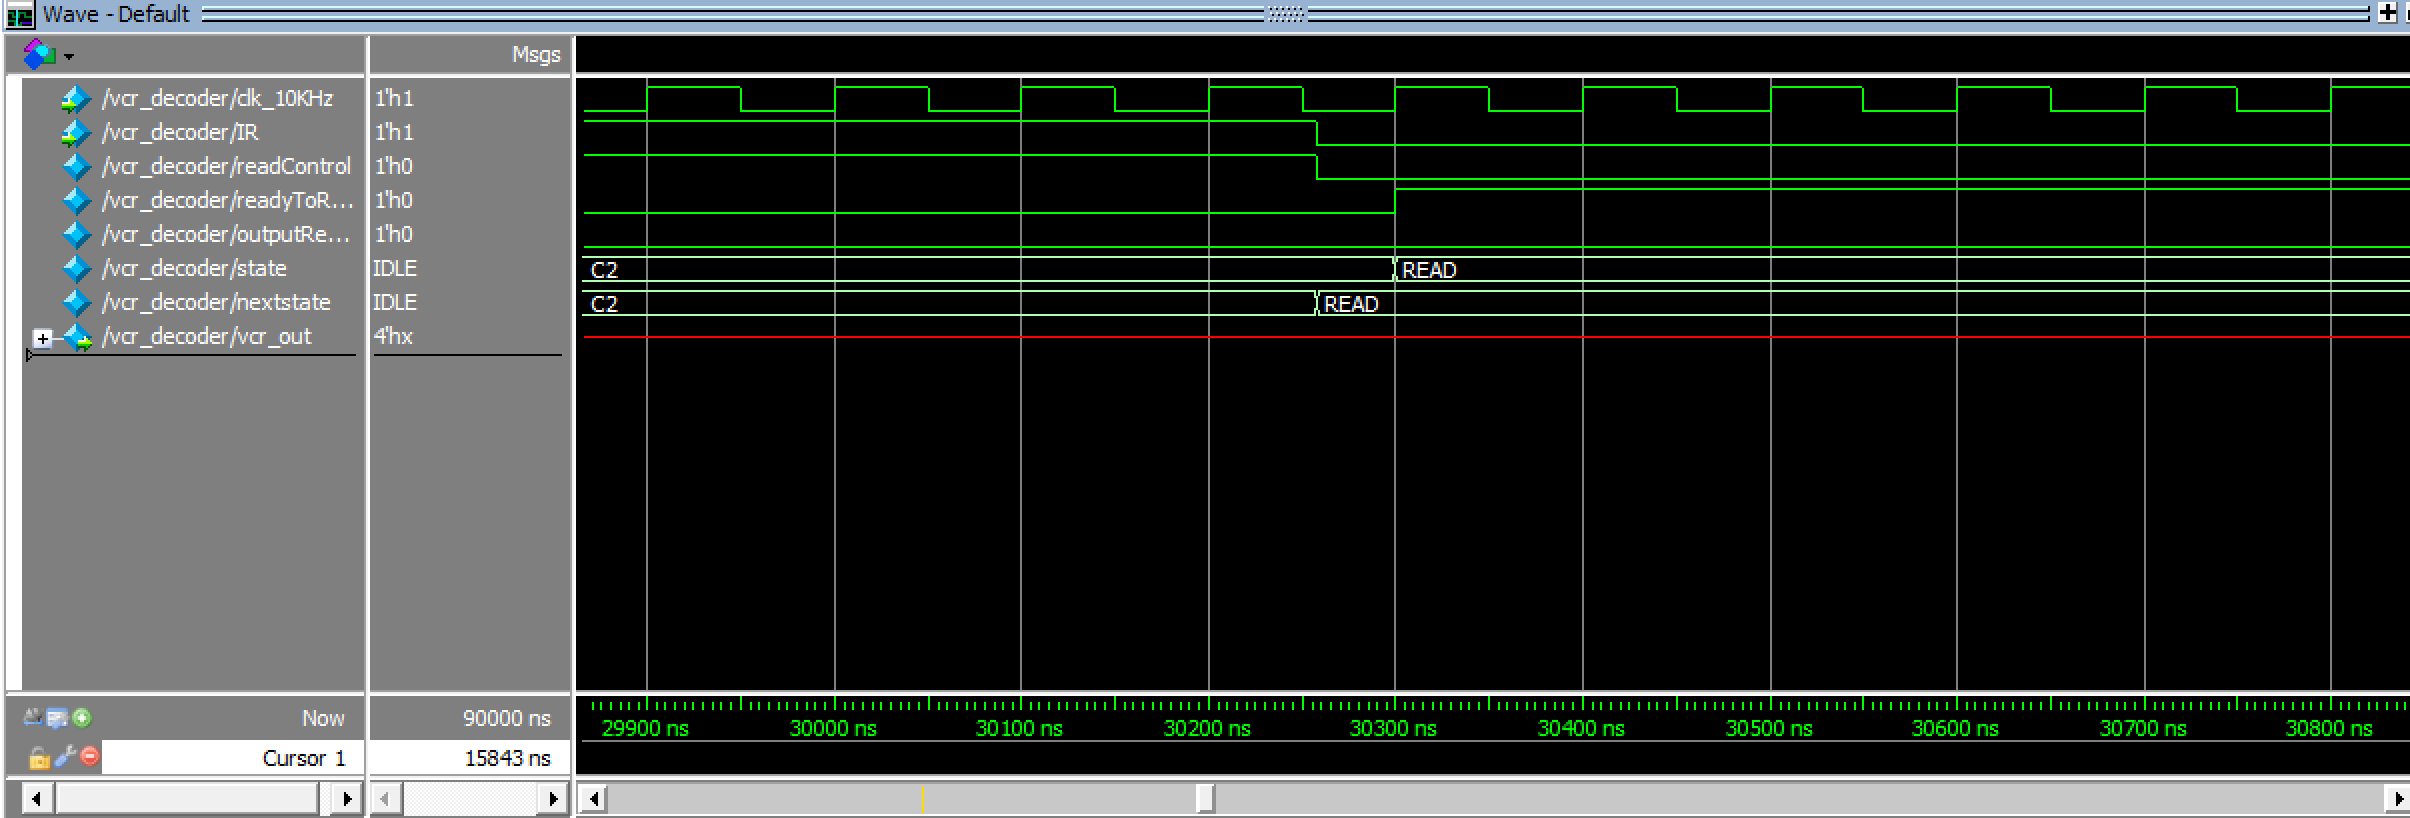 Wave - Default
Msgs
/vcr_decoder/clk_10KHz 1'h1
/vcr_decoder/IR 1'h1
/vcr_decoder/readControl 1'h0
/vcr_decoder/readyToR... 1'h0
/vcr_decoder/outputRe... 1'h0
/vcr_decoder/state IDLE C2 READ
/vcr_decoder/nextstate IDLE C2 READ
/vcr_decoder/vcr_out 4'hx
Now 90000 ns 29900 ns 30000 ns 30100 ns 30200 ns 30300 ns 30400 ns 30500 ns 30600 ns 30700 ns 30800 ns
Cursor 1 15843 ns